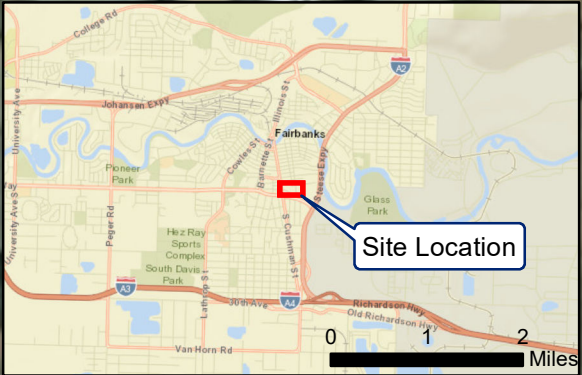 College Rd
A2
University Ave
Johansen Expy
Illinois St
Fairbanks
Cowles St
Barnette St
Steese Expy
Pioneer
Park
Glass
Park
University Ave S
Peger Rd
Hez Ray
Sports
Complex
South Davis
Park
S Cushman St
Site Location
Lathrop St
A3
30th Ave
A4
Richardson Hwy
Old Richardson Hwy
Van Horn Rd
0 1 2
Miles